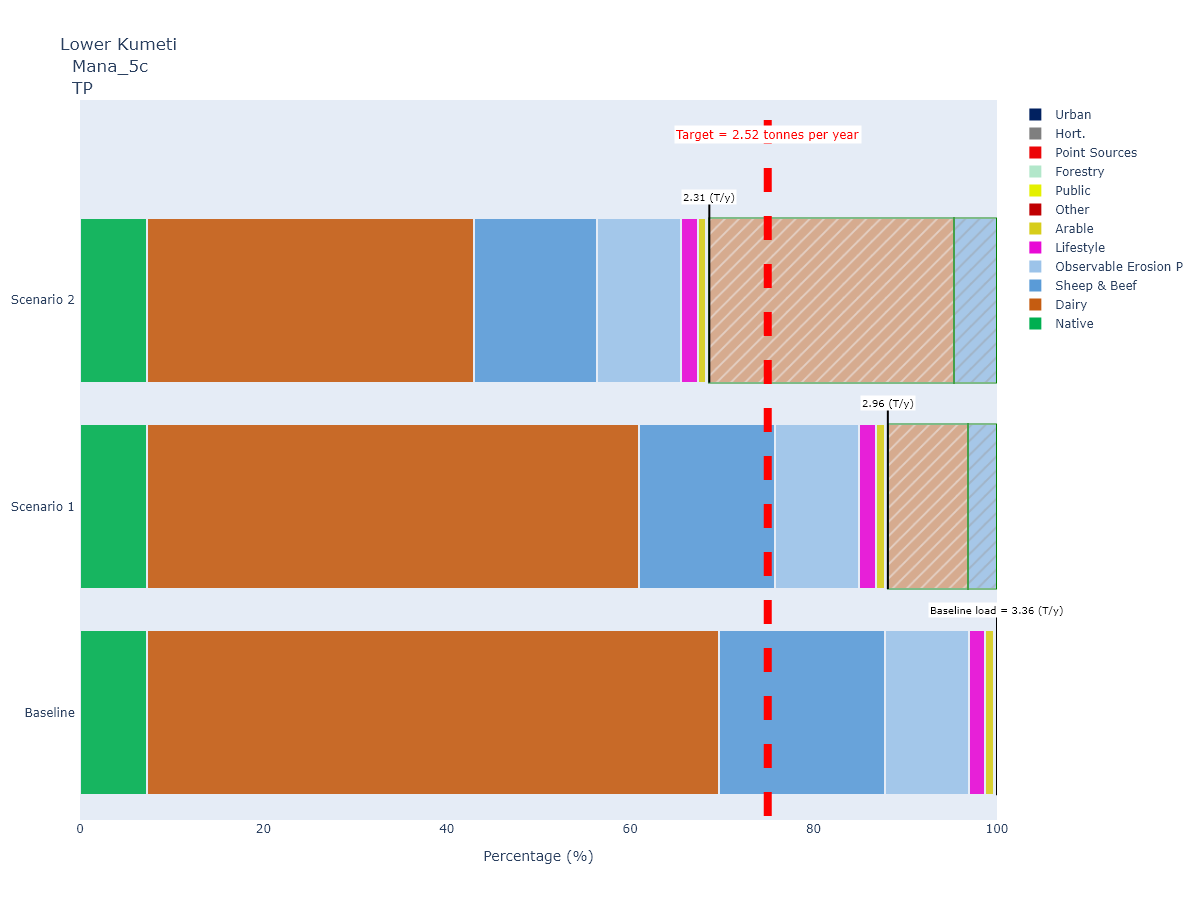 Lower Kumeti
Mana_5c
TP
Target = 2.52 tonnes per year
2.31 (T/y)
Scenario 2
2.96 (T/y)
Scenario 1
Baseline load = 3.36 (T/y)
Baseline
0 20 40 60 80 100
Percentage (%)
Urban
Hort.
Point Sources
Forestry
Public
Other
Arable
Lifestyle
Observable Erosion P
Sheep & Beef
Dairy
Native